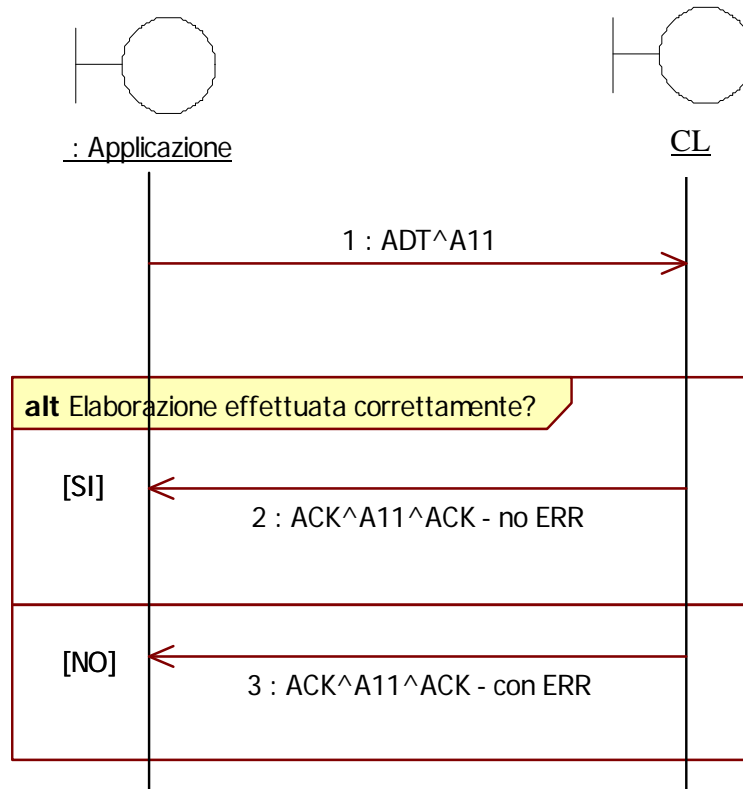 : Applicazione
CL
1 : ADT^A11
alt Elaborazione effettuata correttamente?
[SI]
2 : ACK^A11^ACK - no ERR
[NO]
3 : ACK^A11^ACK - con ERR